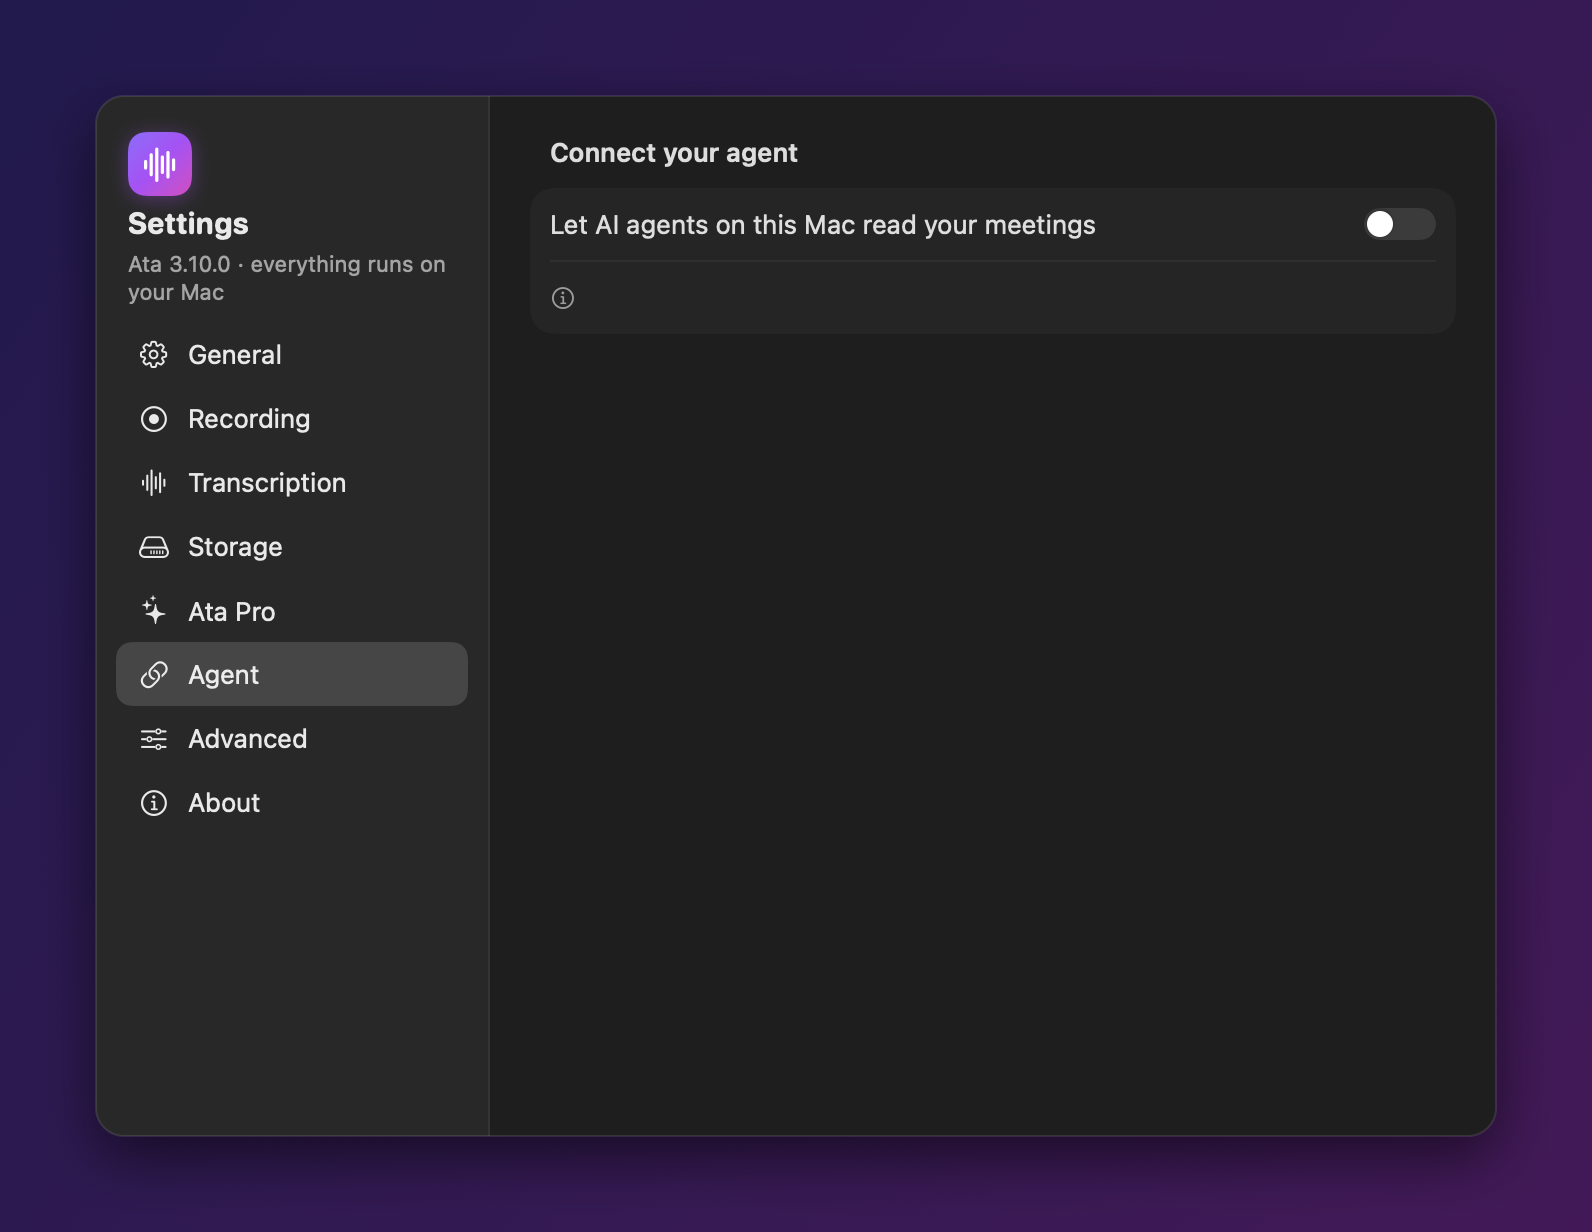 Settings
Ata 3.10.0 · everything runs on
your Mac
General
Recording
Transcription
Storage
Ata Pro
Agent
Advanced
About
Connect your agent
Let AI agents on this Mac read your meetings